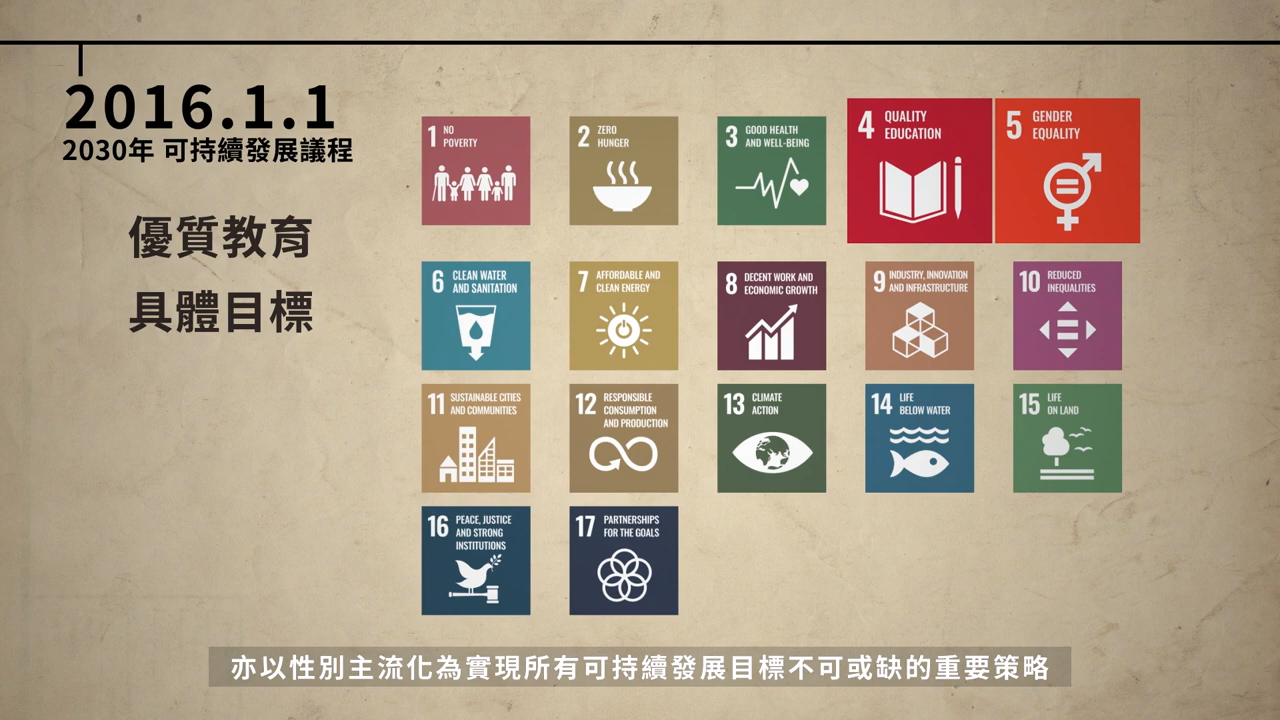 2016.1.1
2030年 可持續發展議程
優質教育
具體目標
1 NO
POVERTY
2 ZERO
HUNGER
3 GOOD HEALTH
AND WELL-BEING
4 QUALITY
EDUCATION
5 GENDER
EQUALITY
6 CLEAN WATER
AND SANITATION
7 AFFORDABLE AND
CLEAN ENERGY
8 DECENT WORK AND
ECONOMIC GROWTH
9 INDUSTRY, INNOVATION
AND INFRASTRUCTURE
10 REDUCED
INEQUALITIES
11 SUSTAINABLE CITIES
AND COMMUNITIES
12 RESPONSIBLE
CONSUMPTION
AND PRODUCTION
13 CLIMATE
ACTION
14 LIFE
BELOW WATER
15 LIFE
ON LAND
16 PEACE, JUSTICE
AND STRONG
INSTITUTIONS
17 PARTNERSHIPS
FOR THE GOALS
亦以性別主流化為實現所有可持續發展目標不可或缺的重要策略